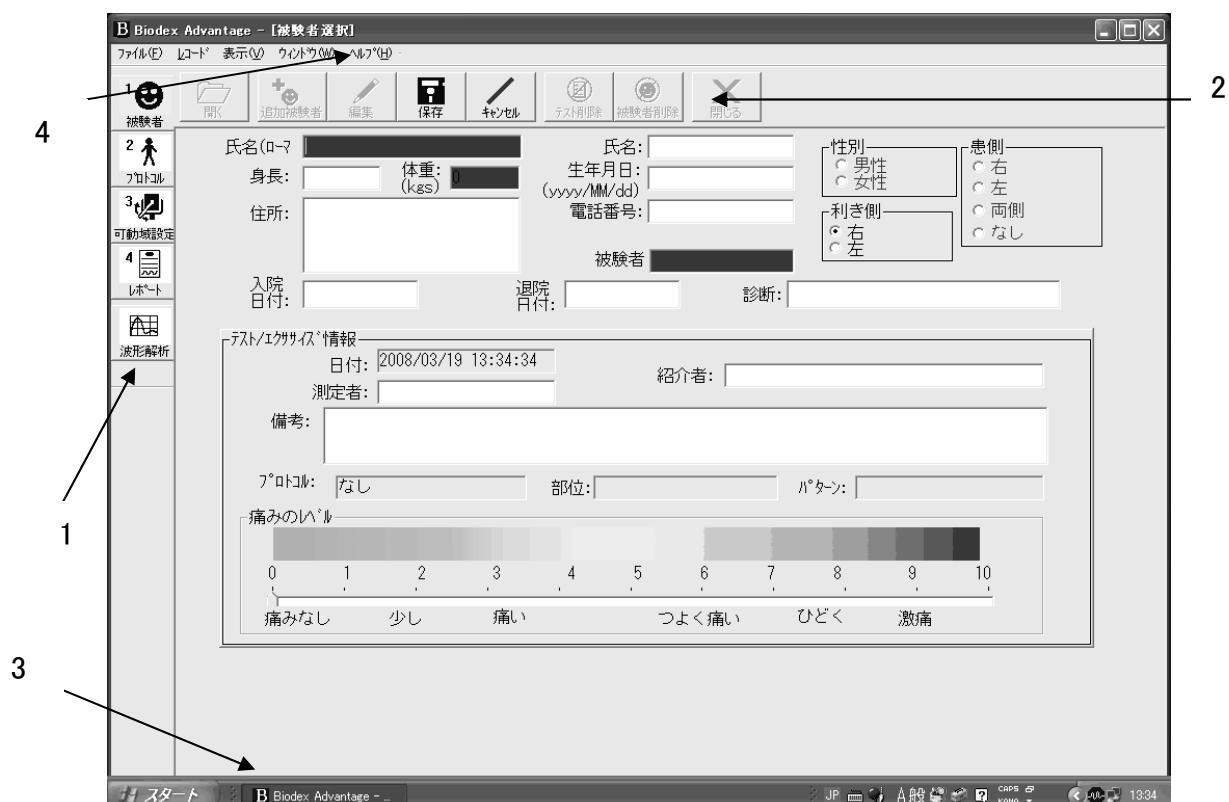 Biodex Advantage - [被験者選択]
ファイル(F) レコード 表示(V) ウィンドウ(W) ヘルプ(H)
1
被験者
開く 追加被験者 編集 保存 キャンセル テスト削除 被験者削除 閉じる
2
4
2
プロトコル
3
可動域設定
4
レポート
波形解析
氏名(ローマ
氏名:
性別
男性
女性
患側
右
左
両側
なし
身長:
体重:
(kgs)
0
生年月日:
(yyyy/MM/dd)
住所:
電話番号:
利き側
右
左
被験者
入院
日付:
退院
日付:
診断:
テスト/エクササイズ情報
日付: 2008/03/19 13:34:34
紹介者:
測定者:
備考:
プロトコル: なし 部位: パターン:
1
痛みのレベル
0 1 2 3 4 5 6 7 8 9 10
痛みなし 少し 痛い つよく痛い ひどく 激痛
3
スタート Biodex Advantage - ... JP A 般 CAPS KANA 13:34